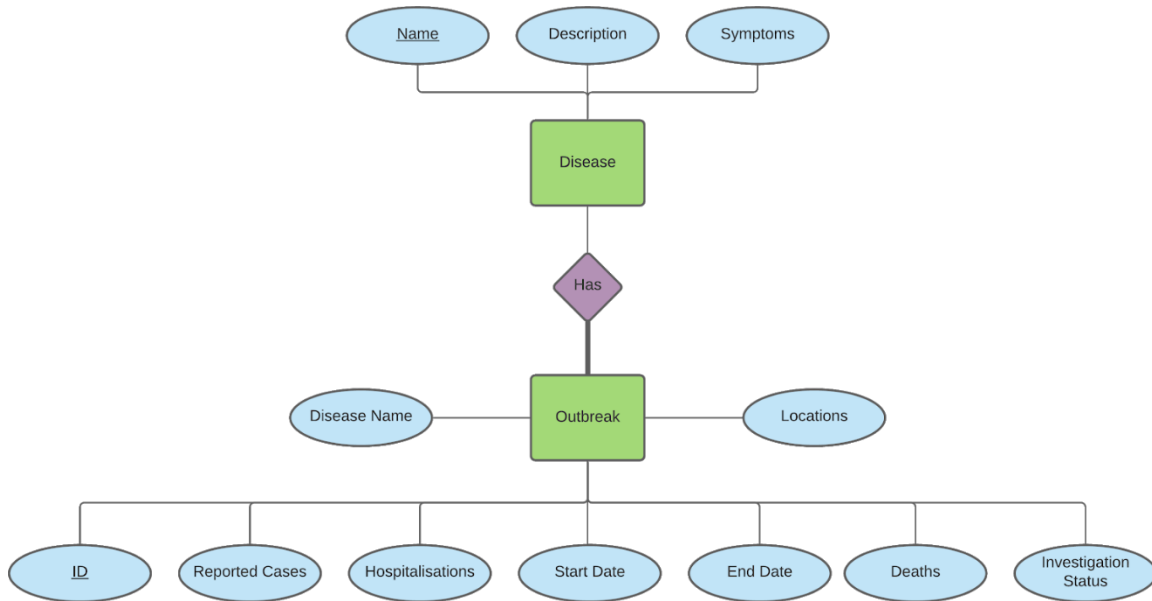 Name
Description
Symptoms
Disease
Has
Disease Name
Outbreak
Locations
ID
Reported Cases
Hospitalisations
Start Date
End Date
Deaths
Investigation
Status